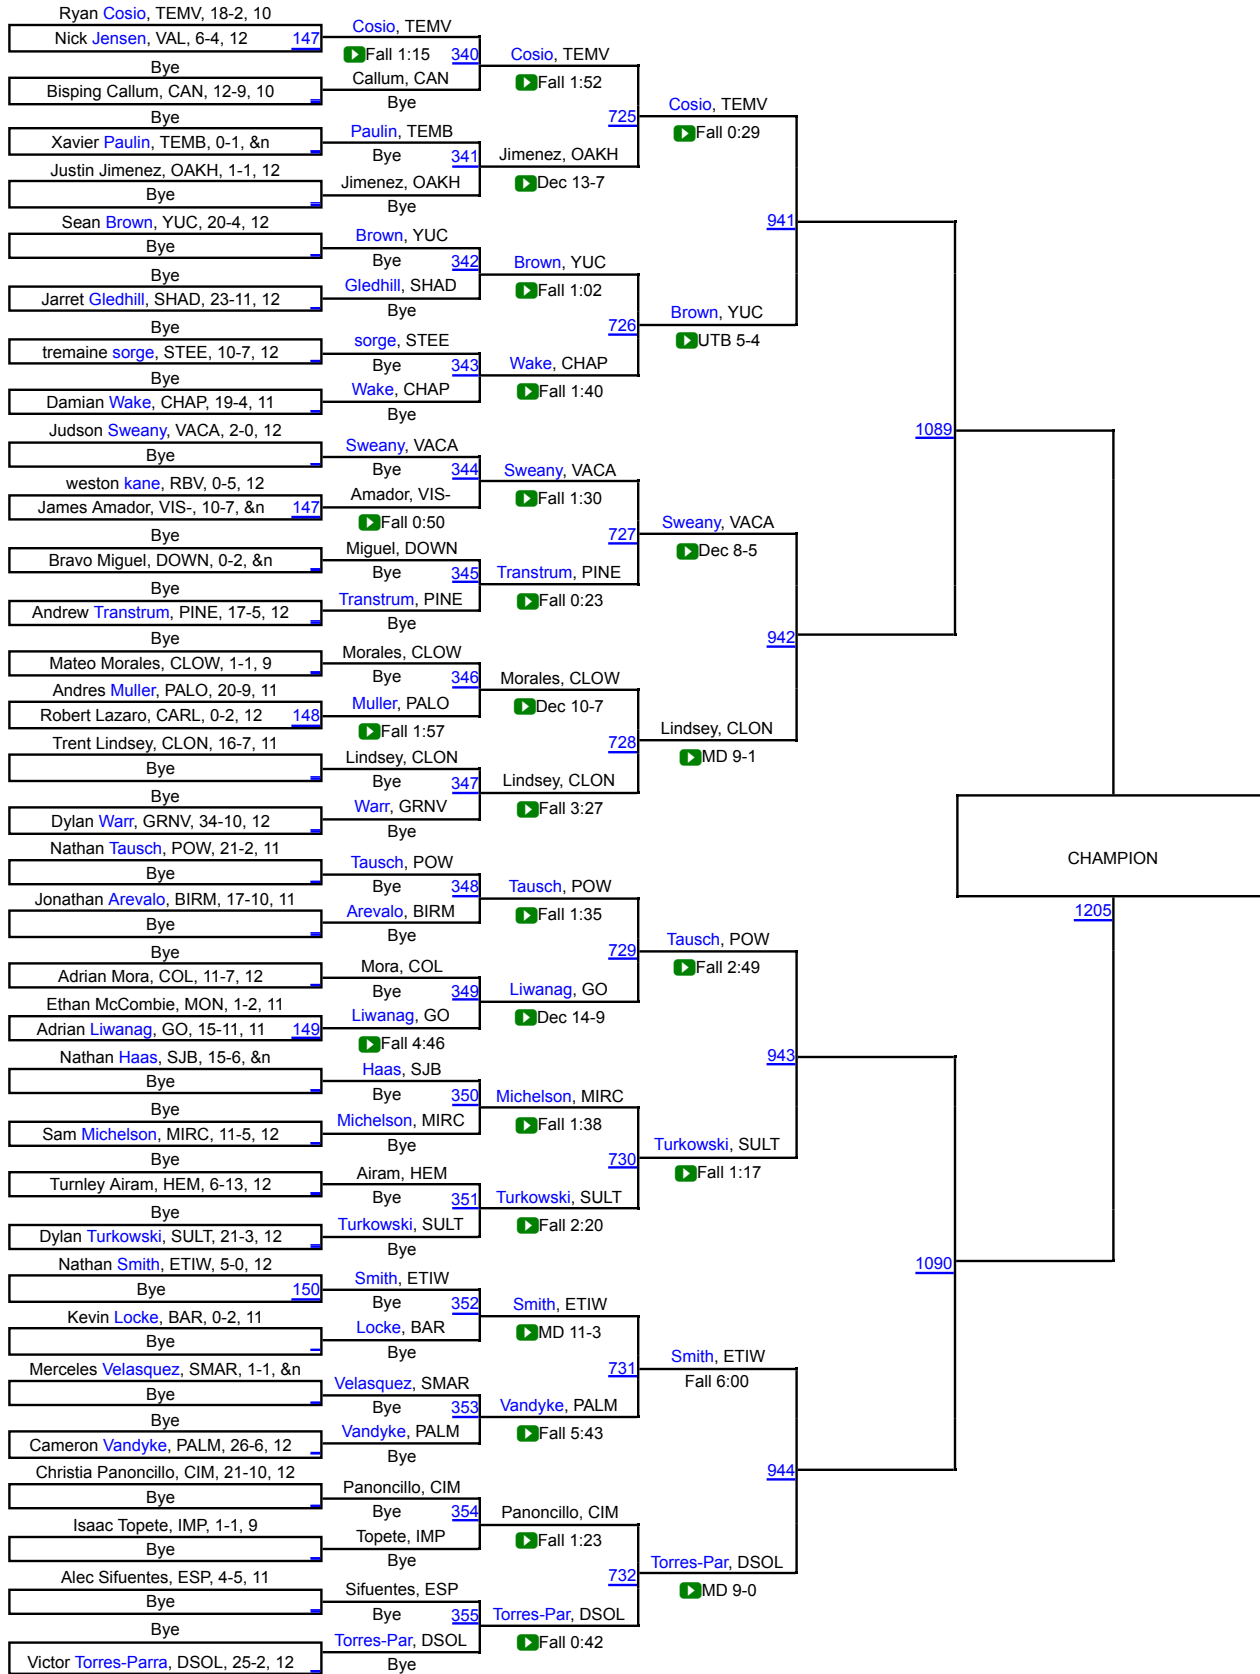 Ryan Cosio, TEMV, 18-2, 10
Nick Jensen, VAL, 6-4, 12
147
Bye
Bisping Callum, CAN, 12-9, 10
Bye
Xavier Paulin, TEMB, 0-1, &n
Justin Jimenez, OAKH, 1-1, 12
Bye
Sean Brown, YUC, 20-4, 12
Bye
Bye
Jarret Gledhill, SHAD, 23-11, 12
Bye
tremaine sorge, STEE, 10-7, 12
Bye
Damian Wake, CHAP, 19-4, 11
Judson Sweany, VACA, 2-0, 12
Bye
weston kane, RBV, 0-5, 12
James Amador, VIS-, 10-7, &n
147
Bye
Bravo Miguel, DOWN, 0-2, &n
Bye
Andrew Transtrum, PINE, 17-5, 12
Bye
Mateo Morales, CLOW, 1-1, 9
Andres Muller, PALO, 20-9, 11
Robert Lazaro, CARL, 0-2, 12
148
Trent Lindsey, CLON, 16-7, 11
Bye
Bye
Dylan Warr, GRNV, 34-10, 12
Nathan Tausch, POW, 21-2, 11
Bye
Jonathan Arevalo, BIRM, 17-10, 11
Bye
Bye
Adrian Mora, COL, 11-7, 12
Ethan McCombie, MON, 1-2, 11
Adrian Liwanag, GO, 15-11, 11
149
Nathan Haas, SJB, 15-6, &n
Bye
Bye
Sam Michelson, MIRC, 11-5, 12
Bye
Turnley Airam, HEM, 6-13, 12
Bye
Dylan Turkowski, SULT, 21-3, 12
Nathan Smith, ETIW, 5-0, 12
Bye
150
Kevin Locke, BAR, 0-2, 11
Bye
Merceles Velasquez, SMAR, 1-1, &n
Bye
Bye
Cameron Vandyke, PALM, 26-6, 12
Christia Panoncillo, CIM, 21-10, 12
Bye
Isaac Topete, IMP, 1-1, 9
Bye
Alec Sifuentes, ESP, 4-5, 11
Bye
Bye
Victor Torres-Parra, DSOL, 25-2, 12
Cosio, TEMV
Fall 1:15
340
Callum, CAN
Bye
Paulin, TEMB
Bye
341
Jimenez, OAKH
Bye
Brown, YUC
Bye
342
Gledhill, SHAD
Bye
sorge, STEE
Bye
343
Wake, CHAP
Bye
Sweany, VACA
Bye
344
Amador, VIS-
Fall 0:50
Miguel, DOWN
Bye
345
Transtrum, PINE
Bye
Morales, CLOW
Bye
346
Muller, PALO
Fall 1:57
Lindsey, CLON
Bye
347
Warr, GRNV
Bye
Tausch, POW
Bye
348
Arevalo, BIRM
Bye
Mora, COL
Bye
349
Liwanag, GO
Fall 4:46
Haas, SJB
Bye
350
Michelson, MIRC
Bye
Airam, HEM
Bye
351
Turkowski, SULT
Bye
Smith, ETIW
Bye
352
Locke, BAR
Bye
Velasquez, SMAR
Bye
353
Vandyke, PALM
Bye
Panoncillo, CIM
Bye
354
Topete, IMP
Bye
Sifuentes, ESP
Bye
355
Torres-Par, DSOL
Bye
Cosio, TEMV
Fall 1:52
725
Jimenez, OAKH
Dec 13-7
Brown, YUC
Fall 1:02
726
Wake, CHAP
Fall 1:40
Sweany, VACA
Fall 1:30
727
Transtrum, PINE
Fall 0:23
Morales, CLOW
Dec 10-7
728
Lindsey, CLON
Fall 3:27
Tausch, POW
Fall 1:35
729
Liwanag, GO
Dec 14-9
Michelson, MIRC
Fall 1:38
730
Turkowski, SULT
Fall 2:20
Smith, ETIW
MD 11-3
731
Vandyke, PALM
Fall 5:43
Panoncillo, CIM
Fall 1:23
732
Torres-Par, DSOL
Fall 0:42
Cosio, TEMV
Fall 0:29
941
Brown, YUC
UTB 5-4
Sweany, VACA
Dec 8-5
942
Lindsey, CLON
MD 9-1
Tausch, POW
Fall 2:49
943
Turkowski, SULT
Fall 1:17
Smith, ETIW
Fall 6:00
944
Torres-Par, DSOL
MD 9-0
1089
1090
CHAMPION
1205